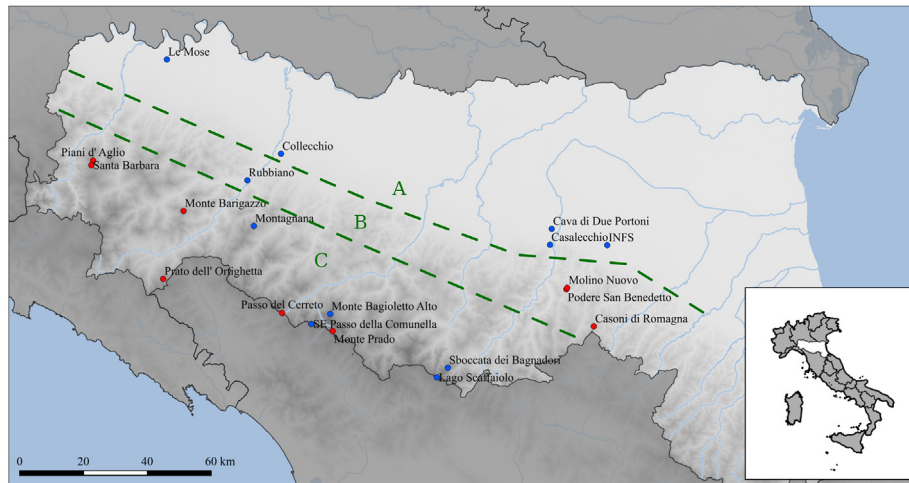 Le Mose
Collecchio
Piani d' Aglio
Santa Barbara
Rubbiano
A
Monte Barigazzo
Montagnana
B
Cava di Due Portoni
Casalecchio
INFS
C
Prato dell' Ortighetta
Molino Nuovo
Podere San Benedetto
Passo del Cerreto
Monte Bagioletto Alto
SE Passo della Comunella
Casoni di Romagna
Monte Prado
Sboccata dei Bagnadori
Lago Scaffaiolo
0 20 40 60 km